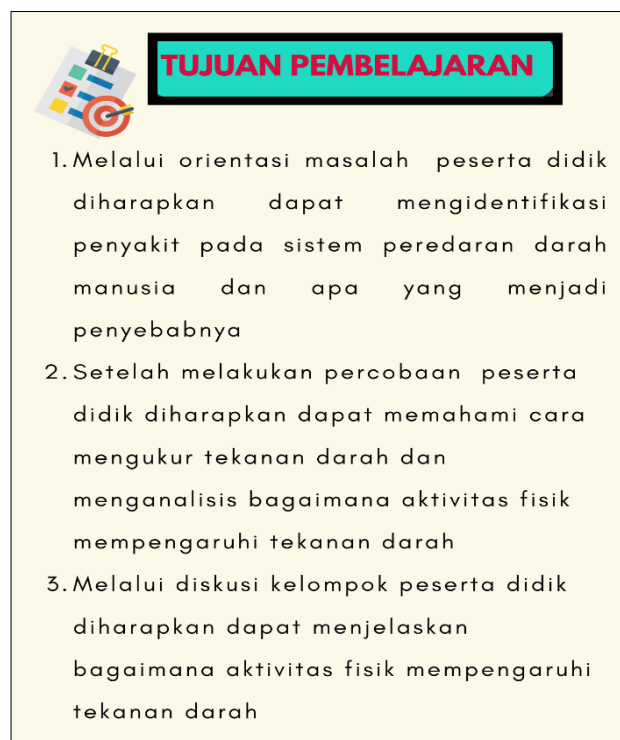 TUJUAN PEMBELAJARAN
1. Melalui orientasi masalah peserta didik
diharapkan dapat mengidentifikasi
penyakit pada sistem peredaran darah
manusia dan apa yang menjadi
penyebabnya
2. Setelah melakukan percobaan peserta
didik diharapkan dapat memahami cara
mengukur tekanan darah dan
menganalisis bagaimana aktivitas fisik
mempengaruhi tekanan darah
3. Melalui diskusi kelompok peserta didik
diharapkan dapat menjelaskan
bagaimana aktivitas fisik mempengaruhi
tekanan darah